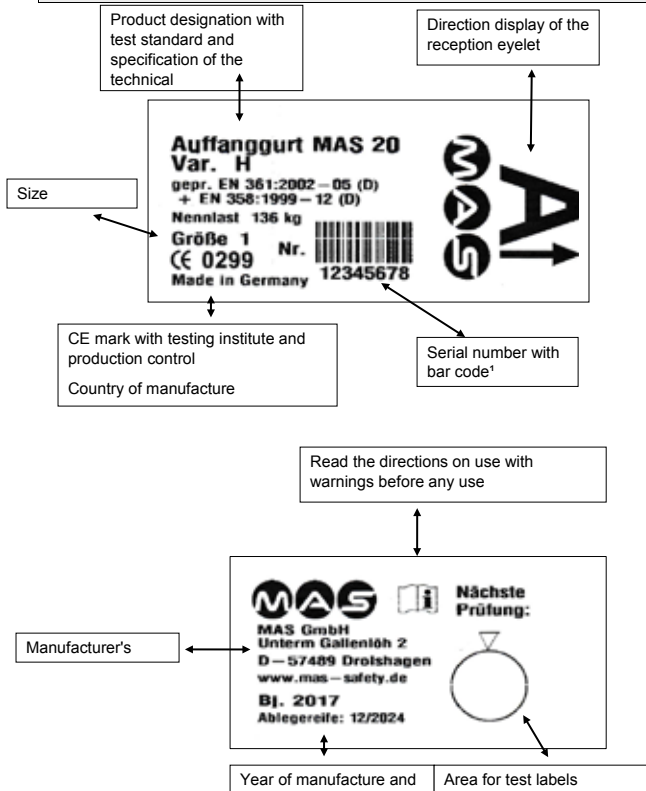 Product designation with
test standard and
specification of the
technical
Direction display of the
reception eyelet
Auffanggurt MAS 20
Var. H
gepr. EN 361:2002–05 (D)
+ EN 358:1999–12 (D)
Nennlast 136 kg
Größe 1
Nr.
CE 0299
12345678
Made in Germany
MAS
A
Size
CE mark with testing institute and
production control
Country of manufacture
Serial number with
bar code¹
Read the directions on use with
warnings before any use
MAS
i
Nächste
Prüfung:
MAS GmbH
Unterm Gallenlöh 2
D–57489 Drolshagen
www.mas–safety.de
Bj. 2017
Ablegereife: 12/2024
Manufacturer's
Year of manufacture and
Area for test labels